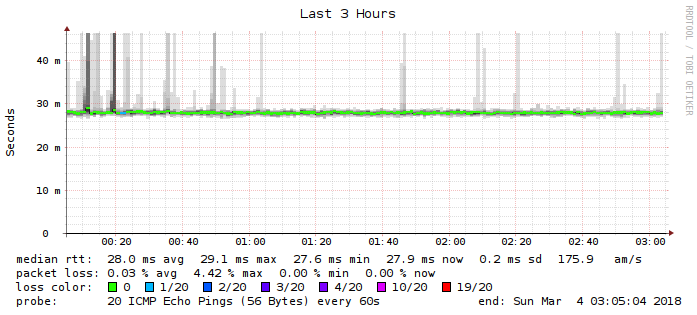 Last 3 Hours
RRDTOOL / TOBI OETIKER
Seconds
40 m
30 m
20 m
10 m
0
00:20 00:40 01:00 01:20 01:40 02:00 02:20 02:40 03:00
median rtt: 28.0 ms avg 29.1 ms max 27.6 ms min 27.9 ms now 0.2 ms sd 175.9 am/s
packet loss: 0.03 % avg 4.42 % max 0.00 % min 0.00 % now
loss color: 0 1/20 2/20 3/20 4/20 10/20 19/20
probe: 20 ICMP Echo Pings (56 Bytes) every 60s end: Sun Mar 4 03:05:04 2018